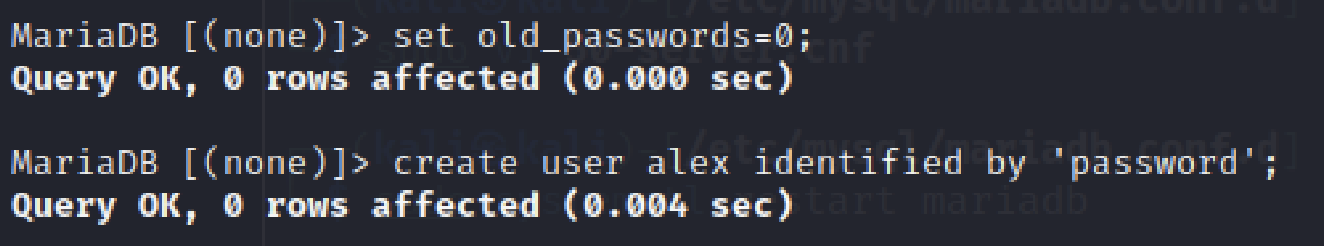 MariaDB [(none)]> set old_passwords=0;
Query OK, 0 rows affected (0.000 sec)
MariaDB [(none)]> create user alex identified by 'password';
Query OK, 0 rows affected (0.004 sec)